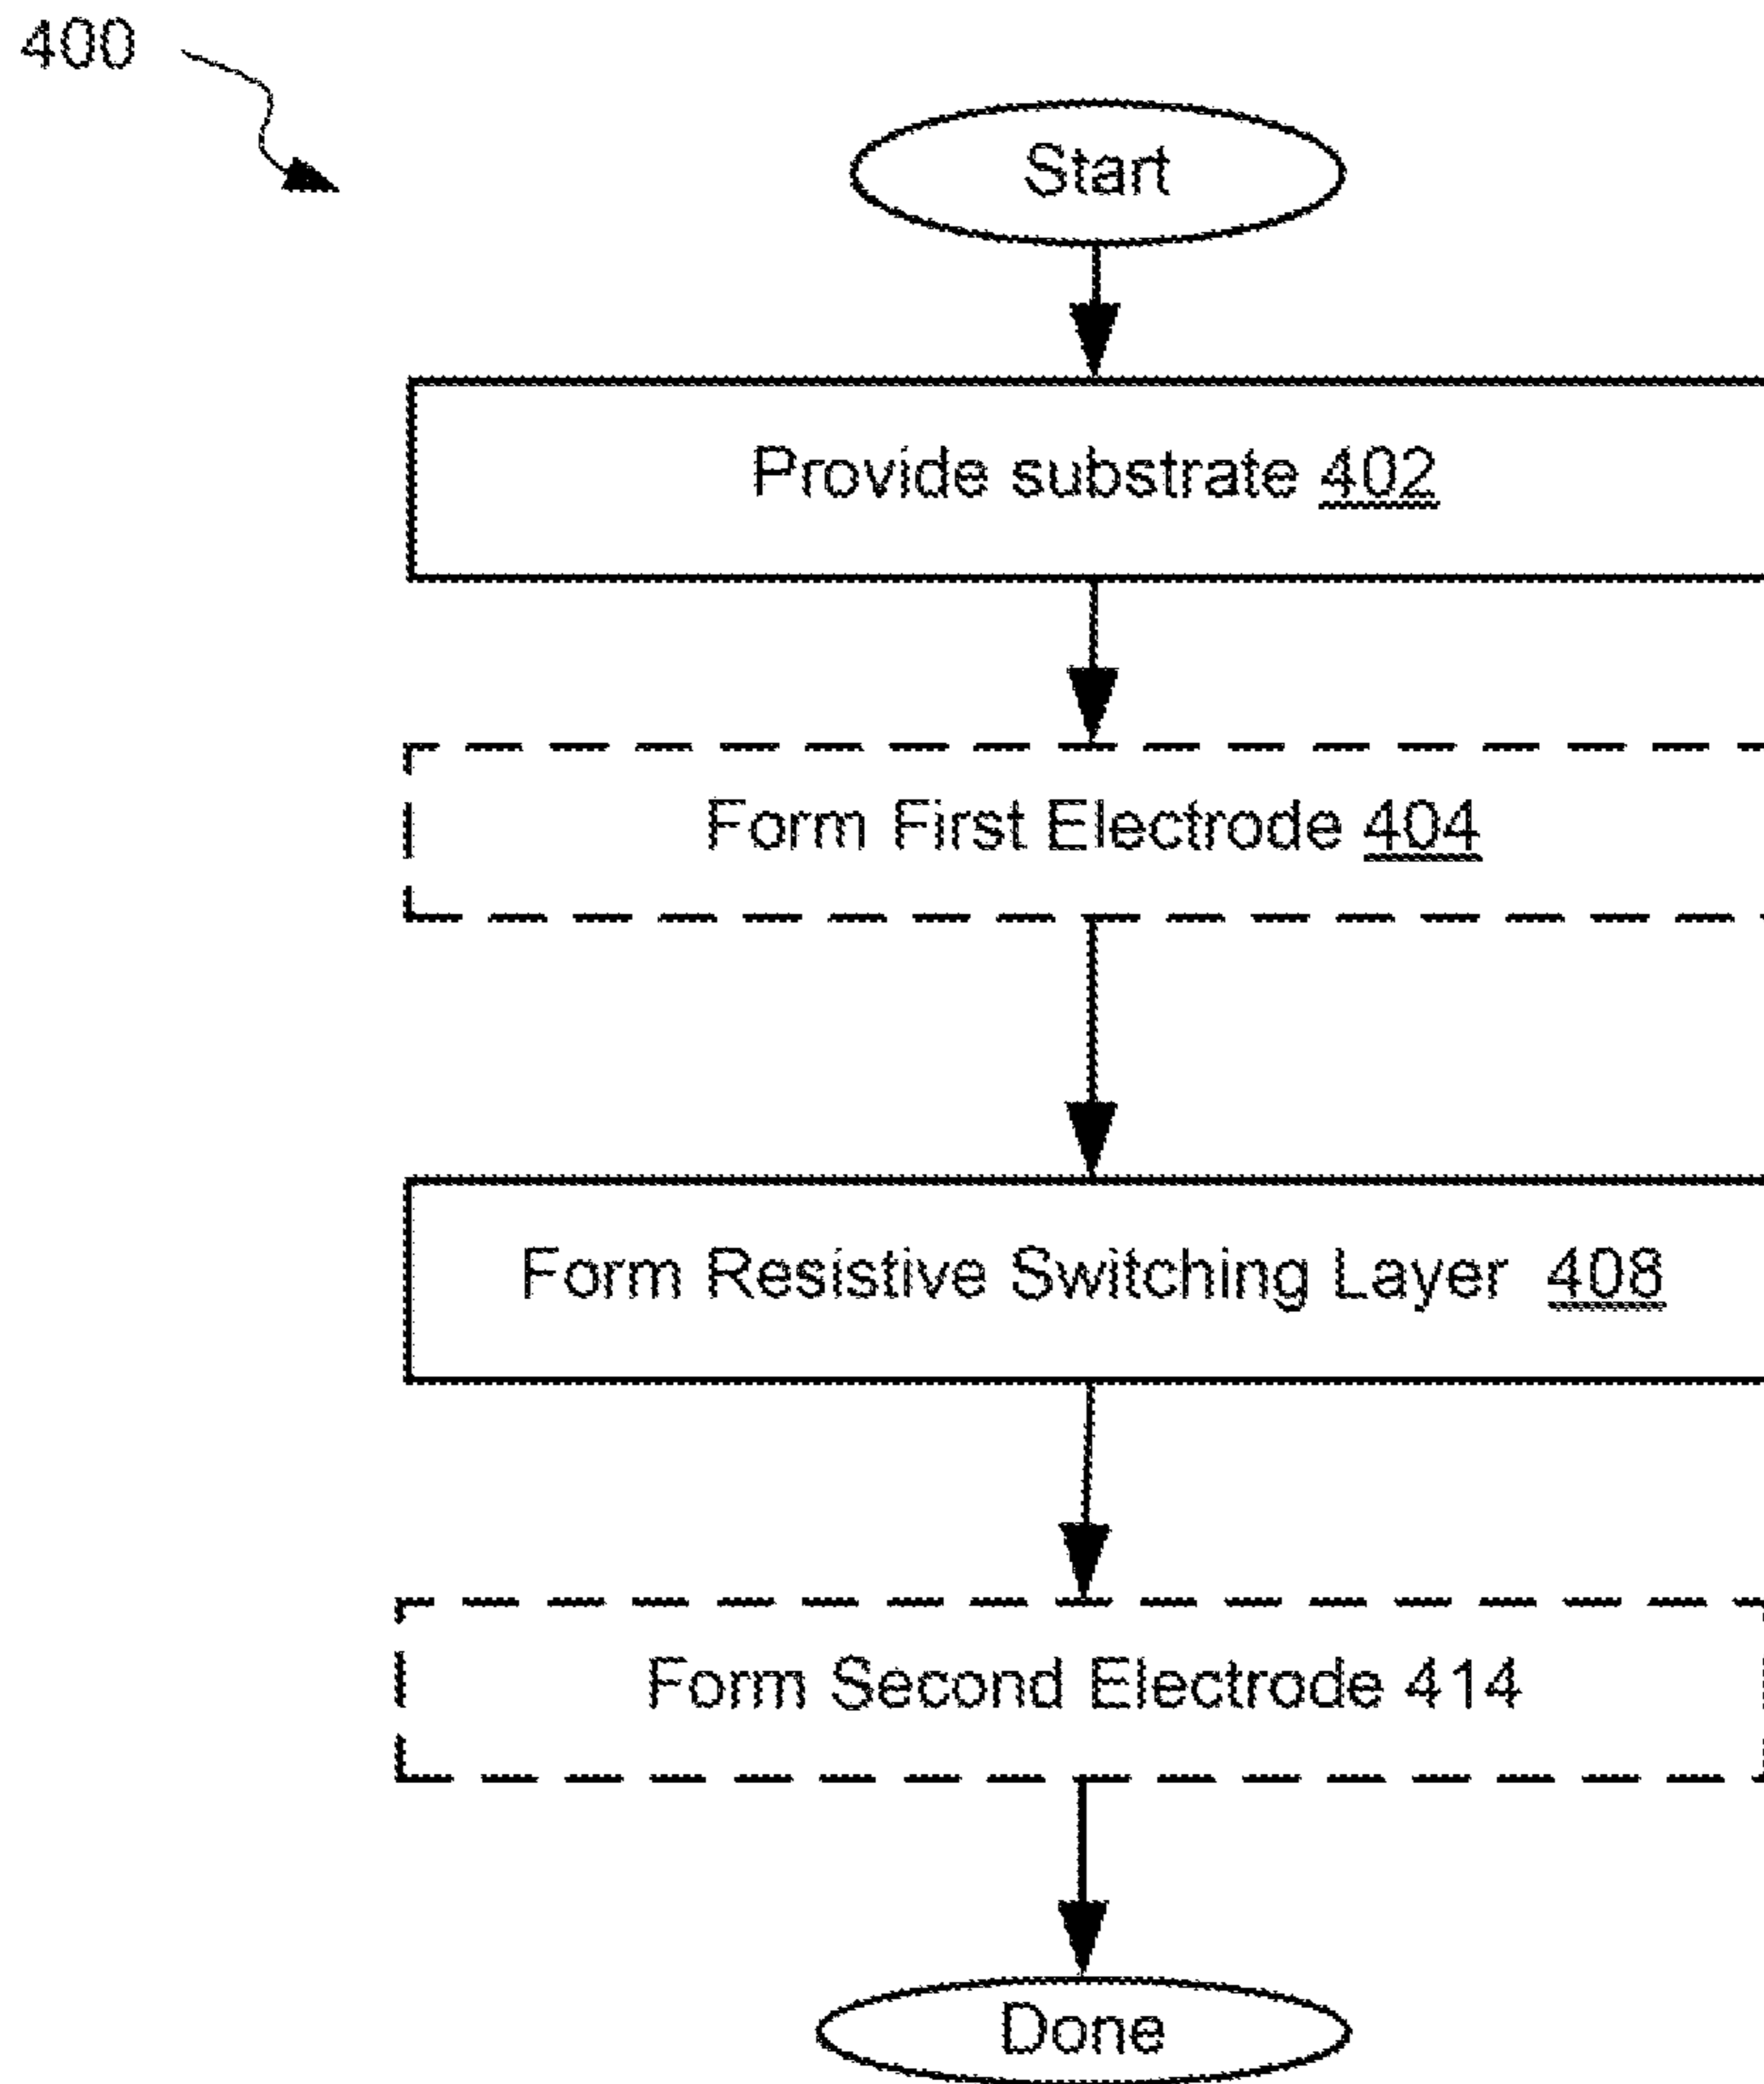 400
Start
Provide substrate 402
Form First Electrode 404
Form Resistive Switching Layer 408
Form Second Electrode 414
Done